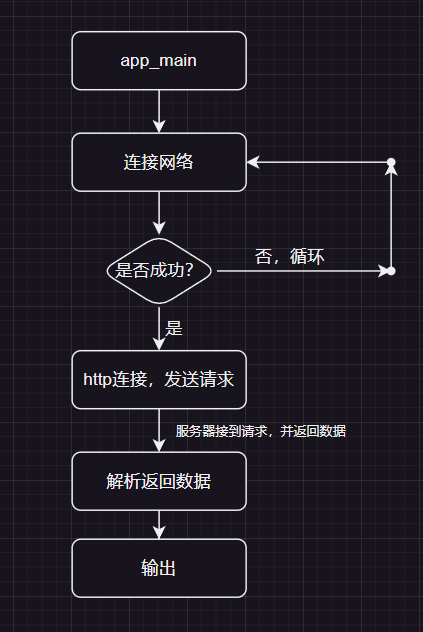 app_main
连接网络
是否成功?
否，循环
是
http连接，发送请求
服务器接到请求，并返回数据
解析返回数据
输出